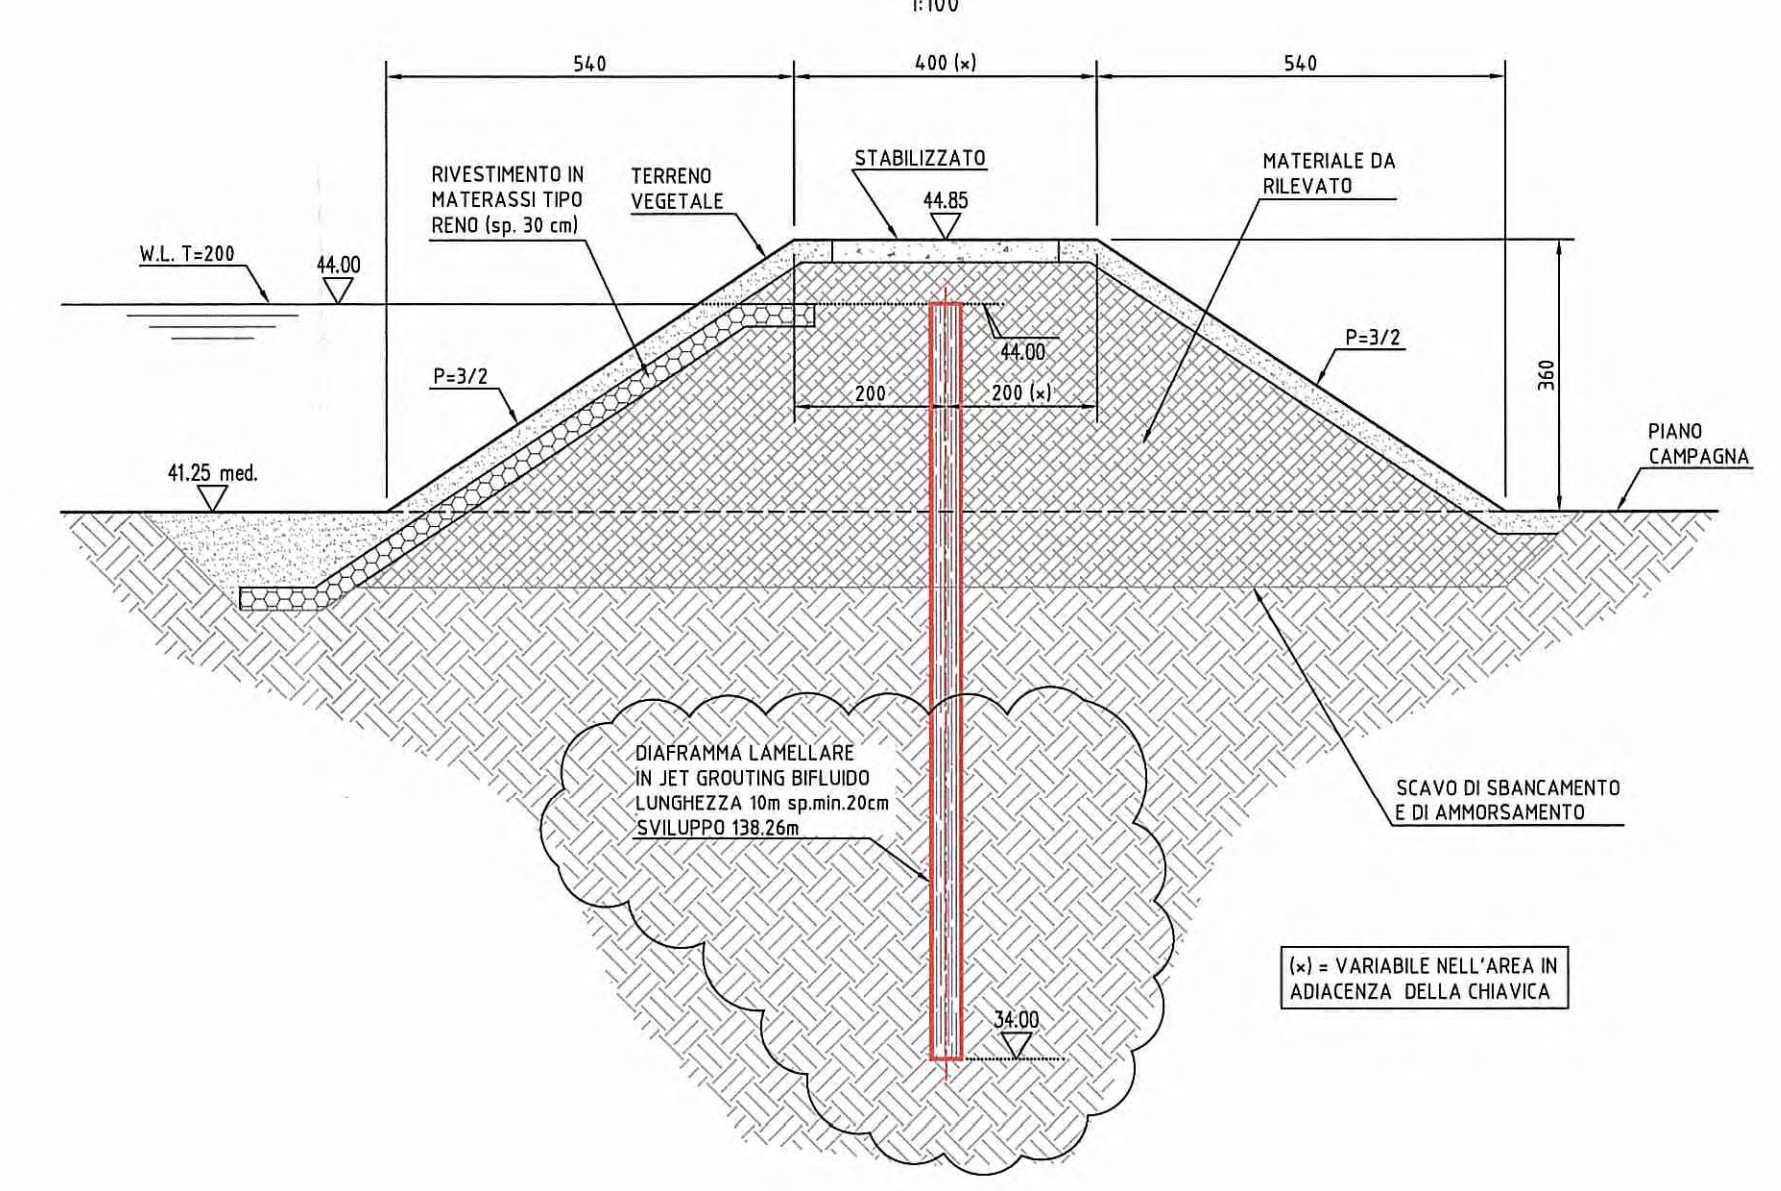 1:100
540
400 (×)
540
RIVESTIMENTO IN
MATERASSI TIPO
RENO (sp. 30 cm)
TERRENO
VEGETALE
STABILIZZATO
44.85
MATERIALE DA
RILEVATO
W.L. T=200
44.00
44.00
P=3/2
P=3/2
200
200 (×)
360
41.25 med.
PIANO
CAMPAGNA
DIAFRAMMA LAMELLARE
IN JET GROUTING BIFLUIDO
LUNGHEZZA 10m sp.min.20cm
SVILUPPO 138.26m
SCAVO DI SBANCAMENTO
E DI AMMORSAMENTO
(×) = VARIABILE NELL'AREA IN
ADIACENZA DELLA CHIAVICA
34.00